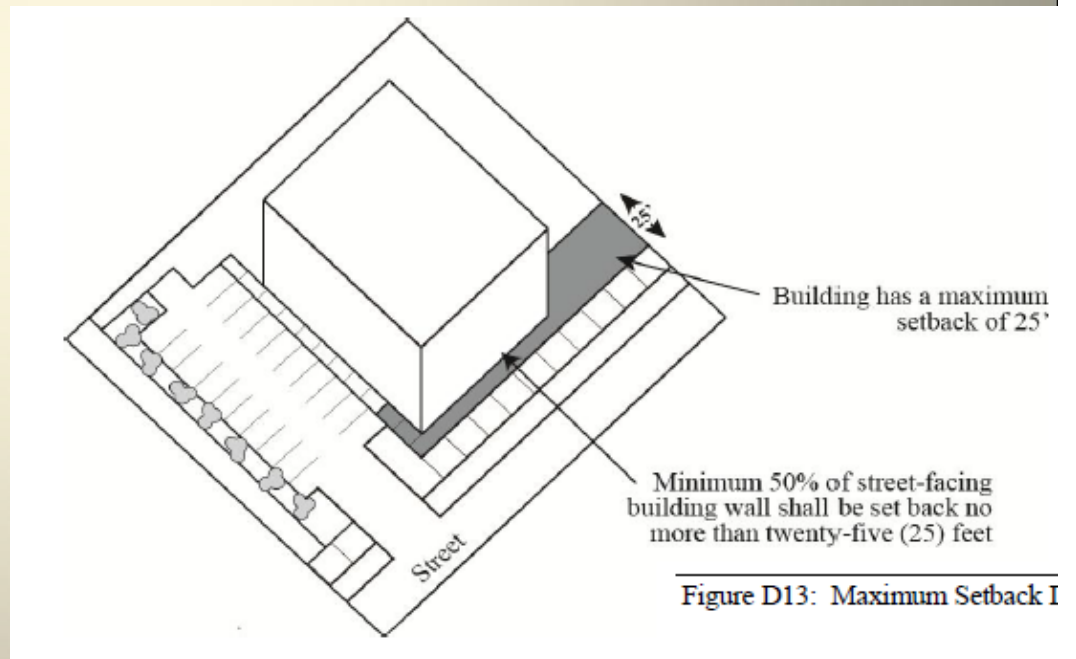 25’
Building has a maximum
setback of 25’
Minimum 50% of street-facing
building wall shall be set back no
more than twenty-five (25) feet
Street
Figure D13: Maximum Setback